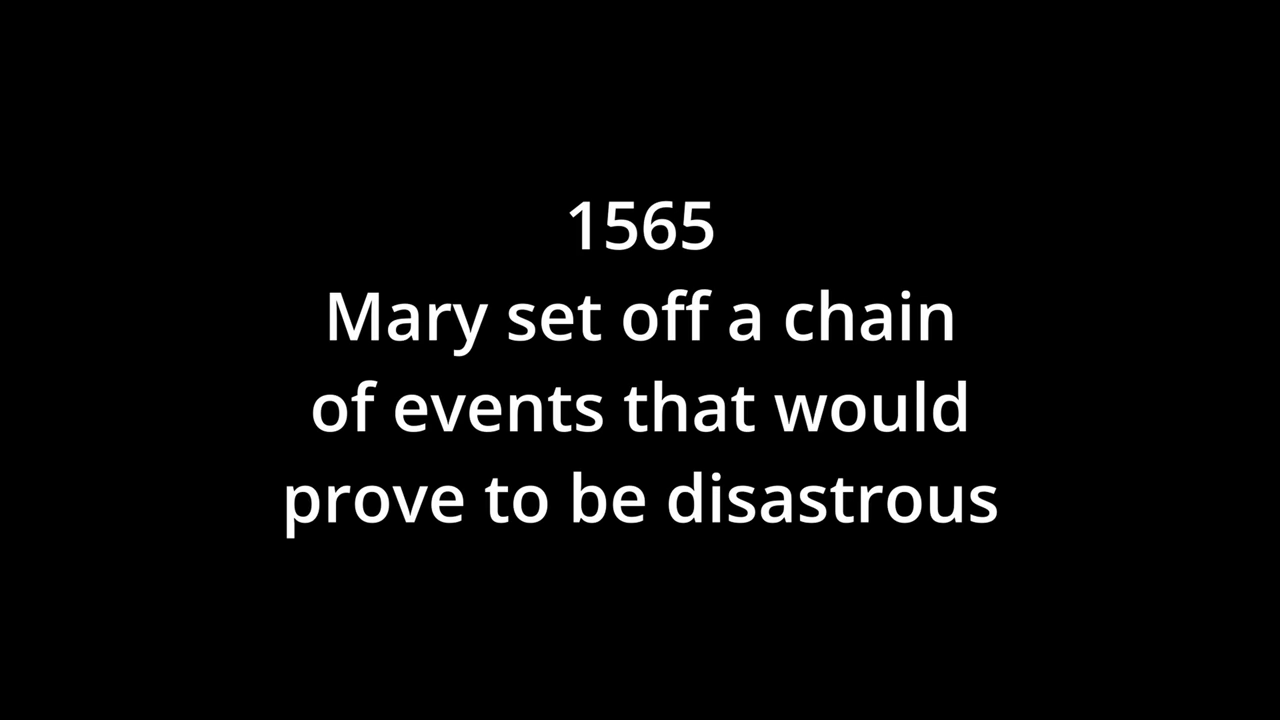 1565
Mary set off a chain
of events that would
prove to be disastrous